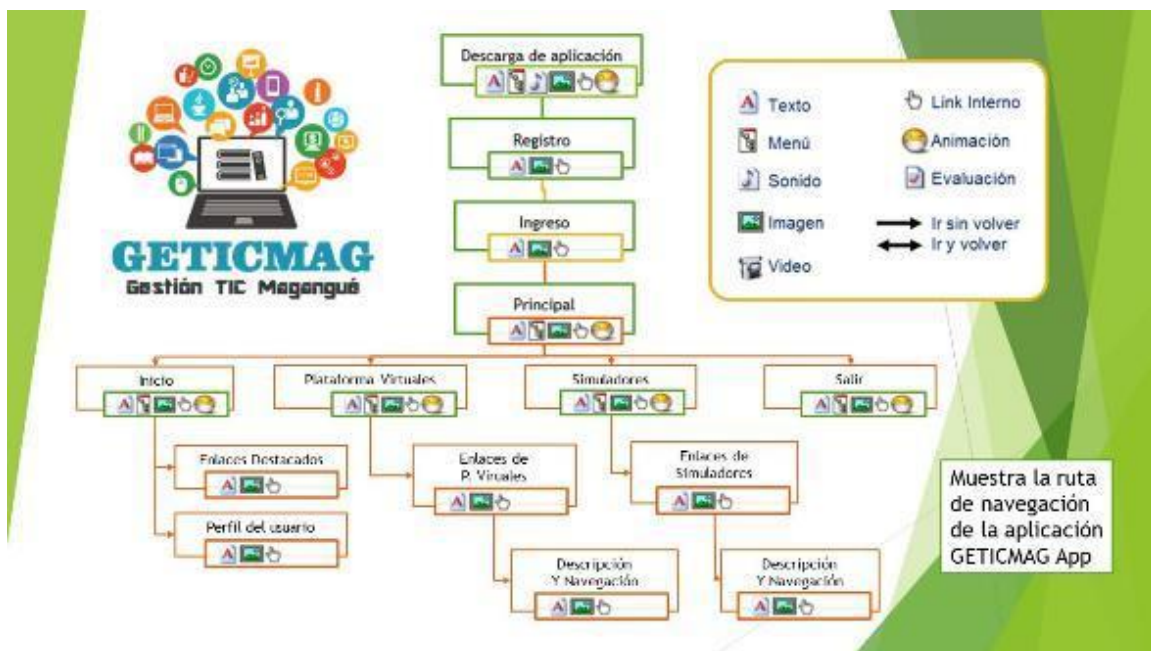 Descarga de aplicación
Registro
Ingreso
Principal
GETICMAG
Gestión TIC Magangué
Texto
Menú
Sonido
Imagen
Video
Link Interno
Animación
Evaluación
Ir sin volver
Ir y volver
Inicio
Plataforma Virtuales
Simuladores
Salir
Enlaces Destacados
Perfil del usuario
Enlaces de
P. Viruales
Enlaces de
Simuladores
Descripción
Y Navegación
Descripción
Y Navegación
Muestra la ruta
de navegación
de la aplicación
GETICMAG App